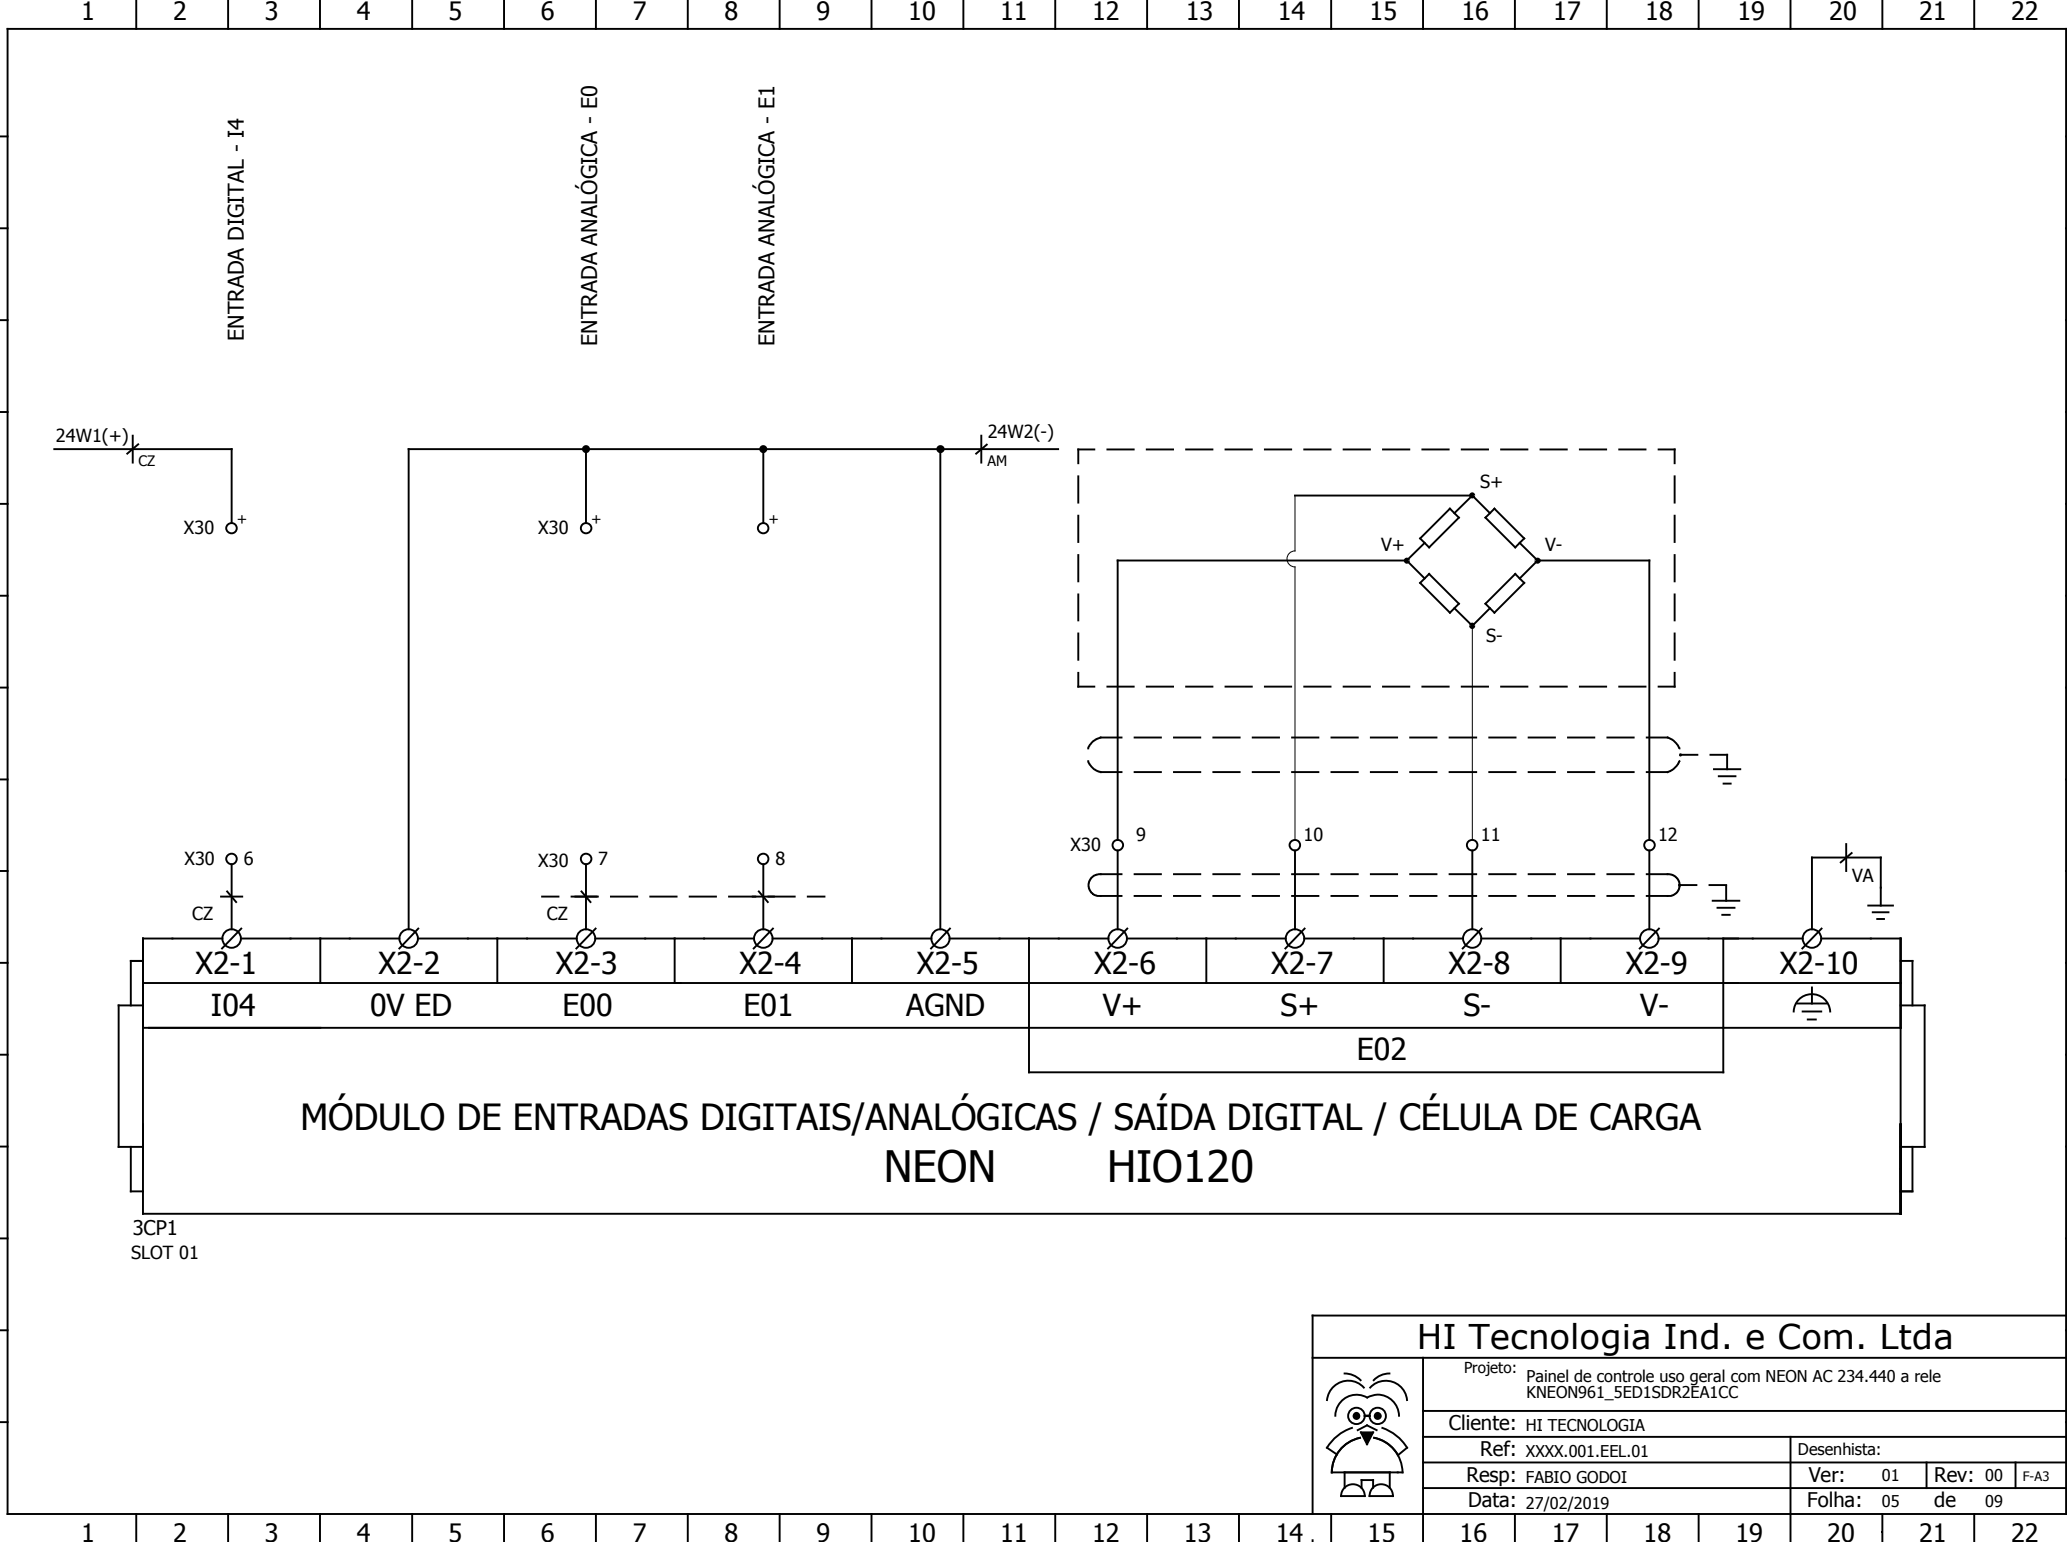 1 2 3 4 5 6 7 8 9 10 11 12 13 14 15 16 17 18 19 20 21 22
ENTRADA DIGITAL - I4
ENTRADA ANALÓGICA - E0
ENTRADA ANALÓGICA - E1
24W1(+)
CZ
24W2(-)
AM
X30 +
X30 +
+
S+
V+
V-
S-
X30 6
X30 7
8
X30 9
10
11
12
CZ
CZ
VA
X2-1 X2-2 X2-3 X2-4 X2-5 X2-6 X2-7 X2-8 X2-9 X2-10
I04 0V ED E00 E01 AGND V+ S+ S- V-
E02
MÓDULO DE ENTRADAS DIGITAIS/ANALÓGICAS / SAÍDA DIGITAL / CÉLULA DE CARGA
NEON HIO120
3CP1
SLOT 01
HI Tecnologia Ind. e Com. Ltda
Projeto: Painel de controle uso geral com NEON AC 234.440 a rele
KNEON961_5ED1SDR2EA1CC
Cliente: HI TECNOLOGIA
Ref: XXXX.001.EEL.01 Desenhista:
Resp: FABIO GODOI Ver: 01 Rev: 00 F-A3
Data: 27/02/2019 Folha: 05 de 09
1 2 3 4 5 6 7 8 9 10 11 12 13 14 15 16 17 18 19 20 21 22